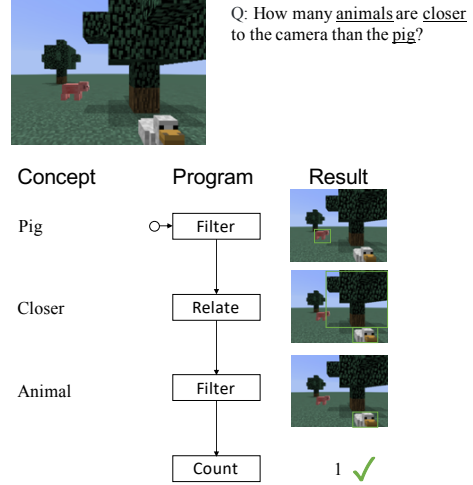 Q: How many animals are closer
to the camera than the pig?
Concept Program Result
Pig Filter
Closer Relate
Animal Filter
Count 1